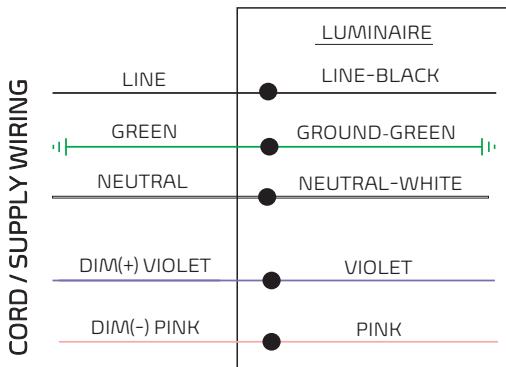 LUMINAIRE
LINE
LINE-BLACK
GREEN
GROUND-GREEN
NEUTRAL
NEUTRAL-WHITE
DIM(+) VIOLET
VIOLET
DIM(-) PINK
PINK
CORD / SUPPLY WIRING